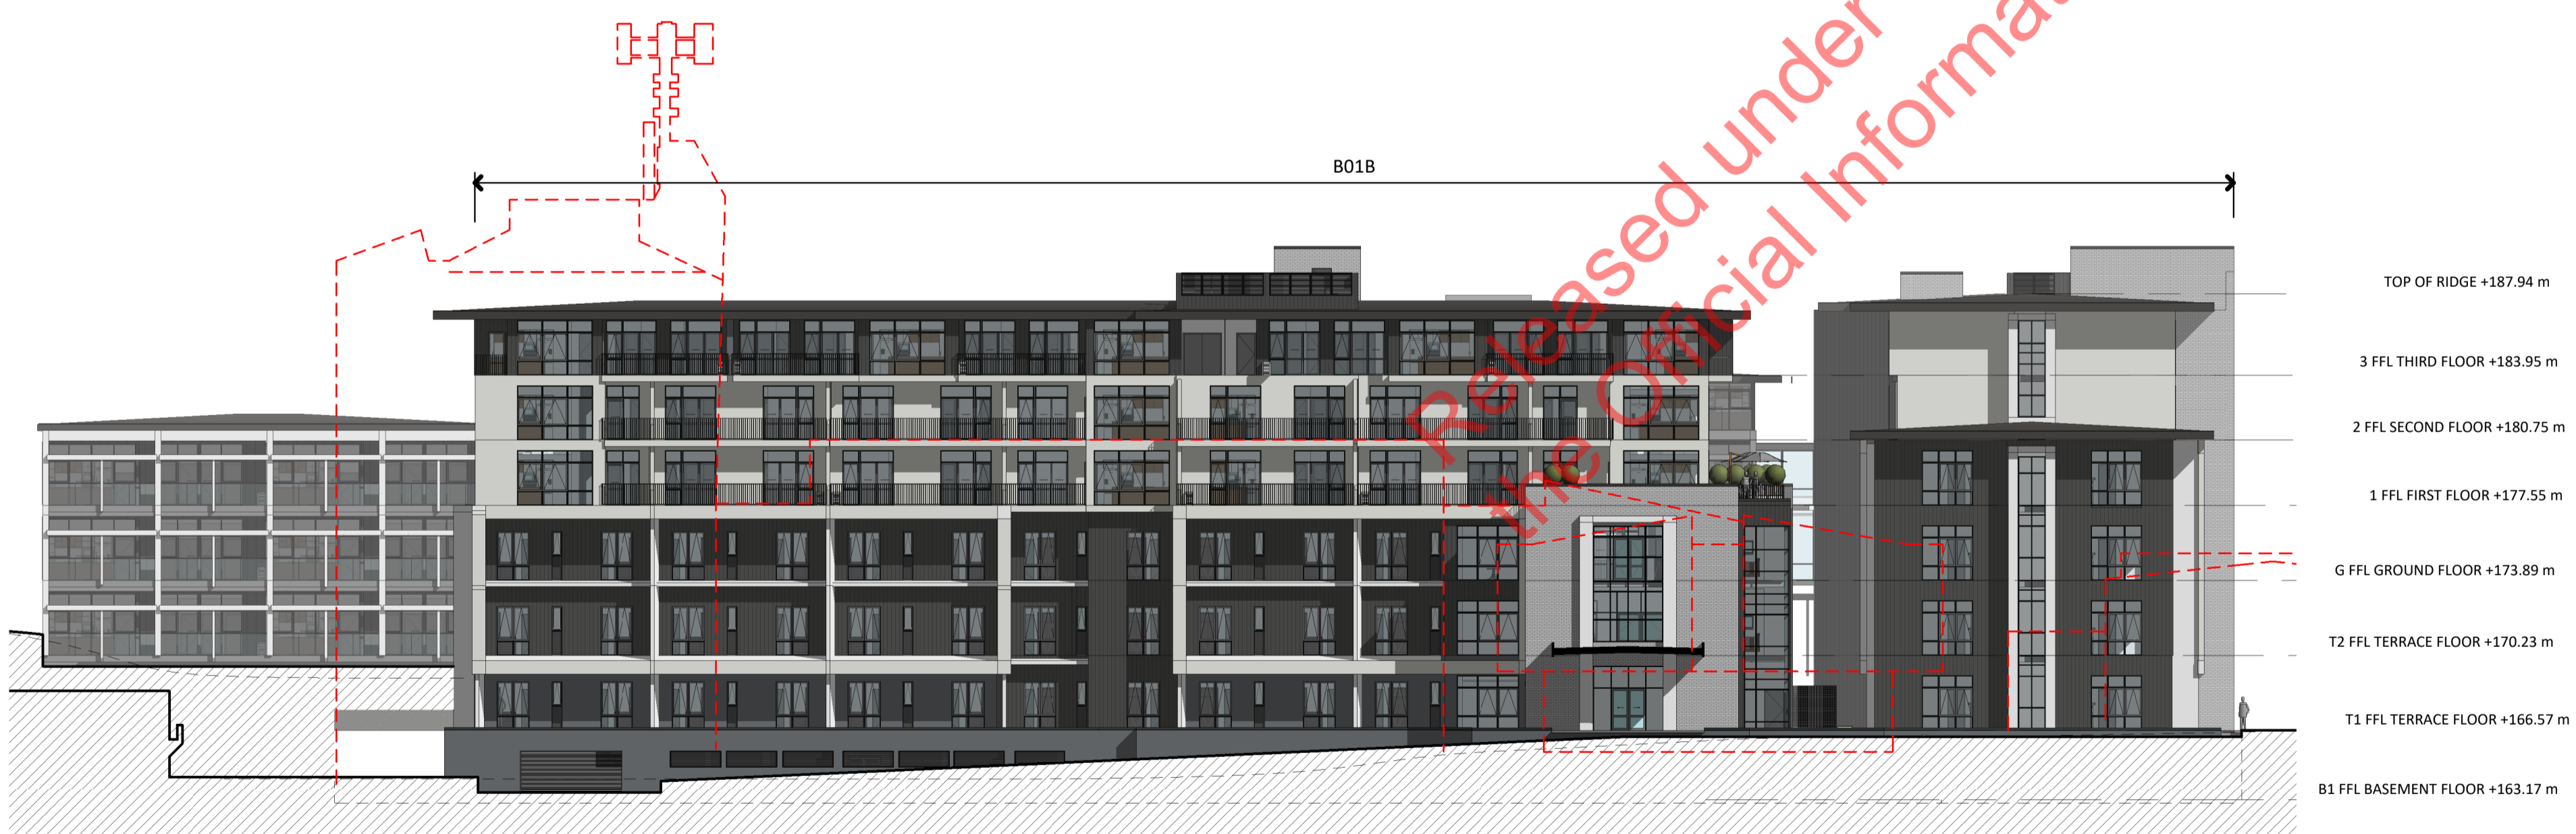 Released under
the Official Informat
B01B
TOP OF RIDGE +187.94 m
3 FFL THIRD FLOOR +183.95 m
2 FFL SECOND FLOOR +180.75 m
1 FFL FIRST FLOOR +177.55 m
G FFL GROUND FLOOR +173.89 m
T2 FFL TERRACE FLOOR +170.23 m
T1 FFL TERRACE FLOOR +166.57 m
B1 FFL BASEMENT FLOOR +163.17 m